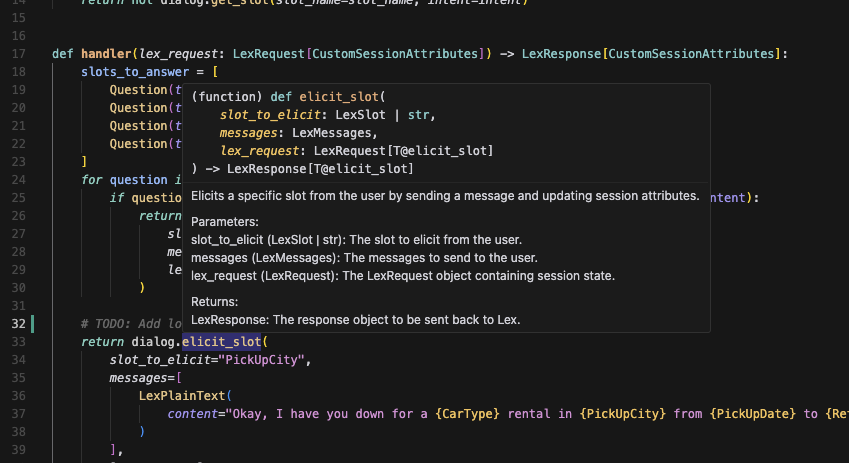 14 return not dialog.get_slot(slot_name=slot_name, intent=intent)
15
16
17 def handler(lex_request: LexRequest[CustomSessionAttributes]) -> LexResponse[CustomSessionAttributes]:
18 slots_to_answer = [
19 Question(t
20 Question(t
21 Question(t
22 Question(t
23 ]
24 for question i
25 if questio ntent):
26 return
27 sl
28 me
29 le
30 )
31
32 # TODO: Add lo
33 return dialog.elicit_slot(
34 slot_to_elicit="PickUpCity",
35 messages=[
36 LexPlainText(
37 content="Okay, I have you down for a {CarType} rental in {PickUpCity} from {PickUpDate} to {Re
38 )
39 ],
(function) def elicit_slot(
slot_to_elicit: LexSlot | str,
messages: LexMessages,
lex_request: LexRequest[T@elicit_slot]
) -> LexResponse[T@elicit_slot]
Elicits a specific slot from the user by sending a message and updating session attributes.
Parameters:
slot_to_elicit (LexSlot | str): The slot to elicit from the user.
messages (LexMessages): The messages to send to the user.
lex_request (LexRequest): The LexRequest object containing session state.
Returns:
LexResponse: The response object to be sent back to Lex.